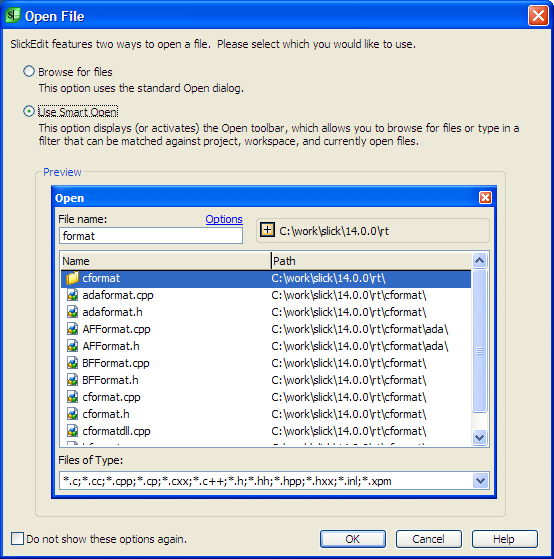 Open File
SlickEdit features two ways to open a file. Please select which you would like to use.
Browse for files
This option uses the standard Open dialog.
Use Smart Open
This option displays (or activates) the Open toolbar, which allows you to browse for files or type in a
filter that can be matched against project, workspace, and currently open files.
Preview
Open
File name: Options
C:\work\slick\14.0.0\rt
format
Name Path
cformat C:\work\slick\14.0.0\rt\
adaformat.cpp C:\work\slick\14.0.0\rt\cformat\
adaformat.h C:\work\slick\14.0.0\rt\cformat\
AFFormat.cpp C:\work\slick\14.0.0\rt\cformat\ada\
AFFormat.h C:\work\slick\14.0.0\rt\cformat\ada\
BFFormat.cpp C:\work\slick\14.0.0\rt\cformat\
BFFormat.h C:\work\slick\14.0.0\rt\cformat\
cformat.cpp C:\work\slick\14.0.0\rt\cformat\
cformat.h C:\work\slick\14.0.0\rt\cformat\
cformatdll.cpp C:\work\slick\14.0.0\rt\cformat\
Files of Type:
*.c;*.cc;*.cpp;*.cp;*.cxx;*.c++;*.h;*.hh;*.hpp;*.hxx;*.inl;*.xpm
Do not show these options again. OK Cancel Help